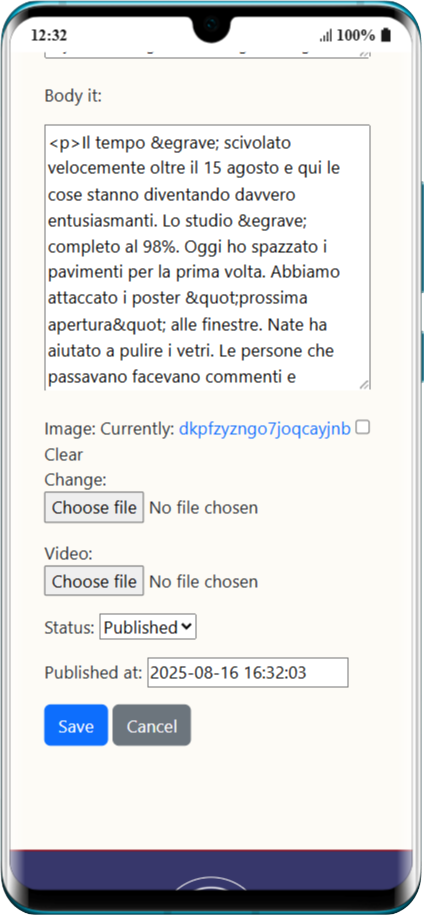 12:32
100%
Body it:
<p>Il tempo &egrave; scivolato
velocemente oltre il 15 agosto e qui le
cose stanno diventando davvero
entusiasmanti. Lo studio &egrave;
completo al 98%. Oggi ho spazzato i
pavimenti per la prima volta. Abbiamo
attaccato i poster &quot;prossima
apertura&quot; alle finestre. Nate ha
aiutato a pulire i vetri. Le persone che
passavano facevano commenti e
Image: Currently: dkpfzyzngo7joqcayjnb
Clear
Change:
Choose file No file chosen
Video:
Choose file No file chosen
Status: Published
Published at: 2025-08-16 16:32:03
Save Cancel